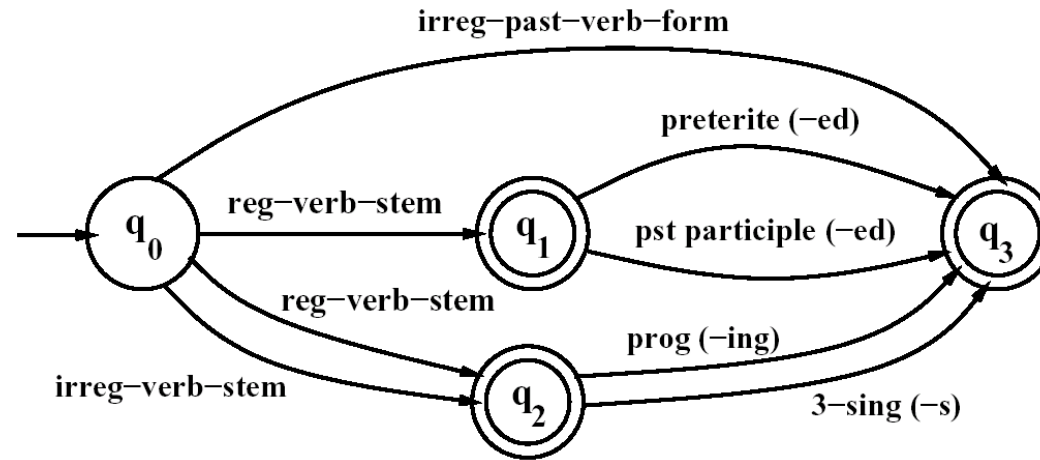 irreg−past−verb−form
preterite (−ed)
reg−verb−stem
q0
q1
pst participle (−ed)
q3
reg−verb−stem
prog (−ing)
irreg−verb−stem
q2
3−sing (−s)